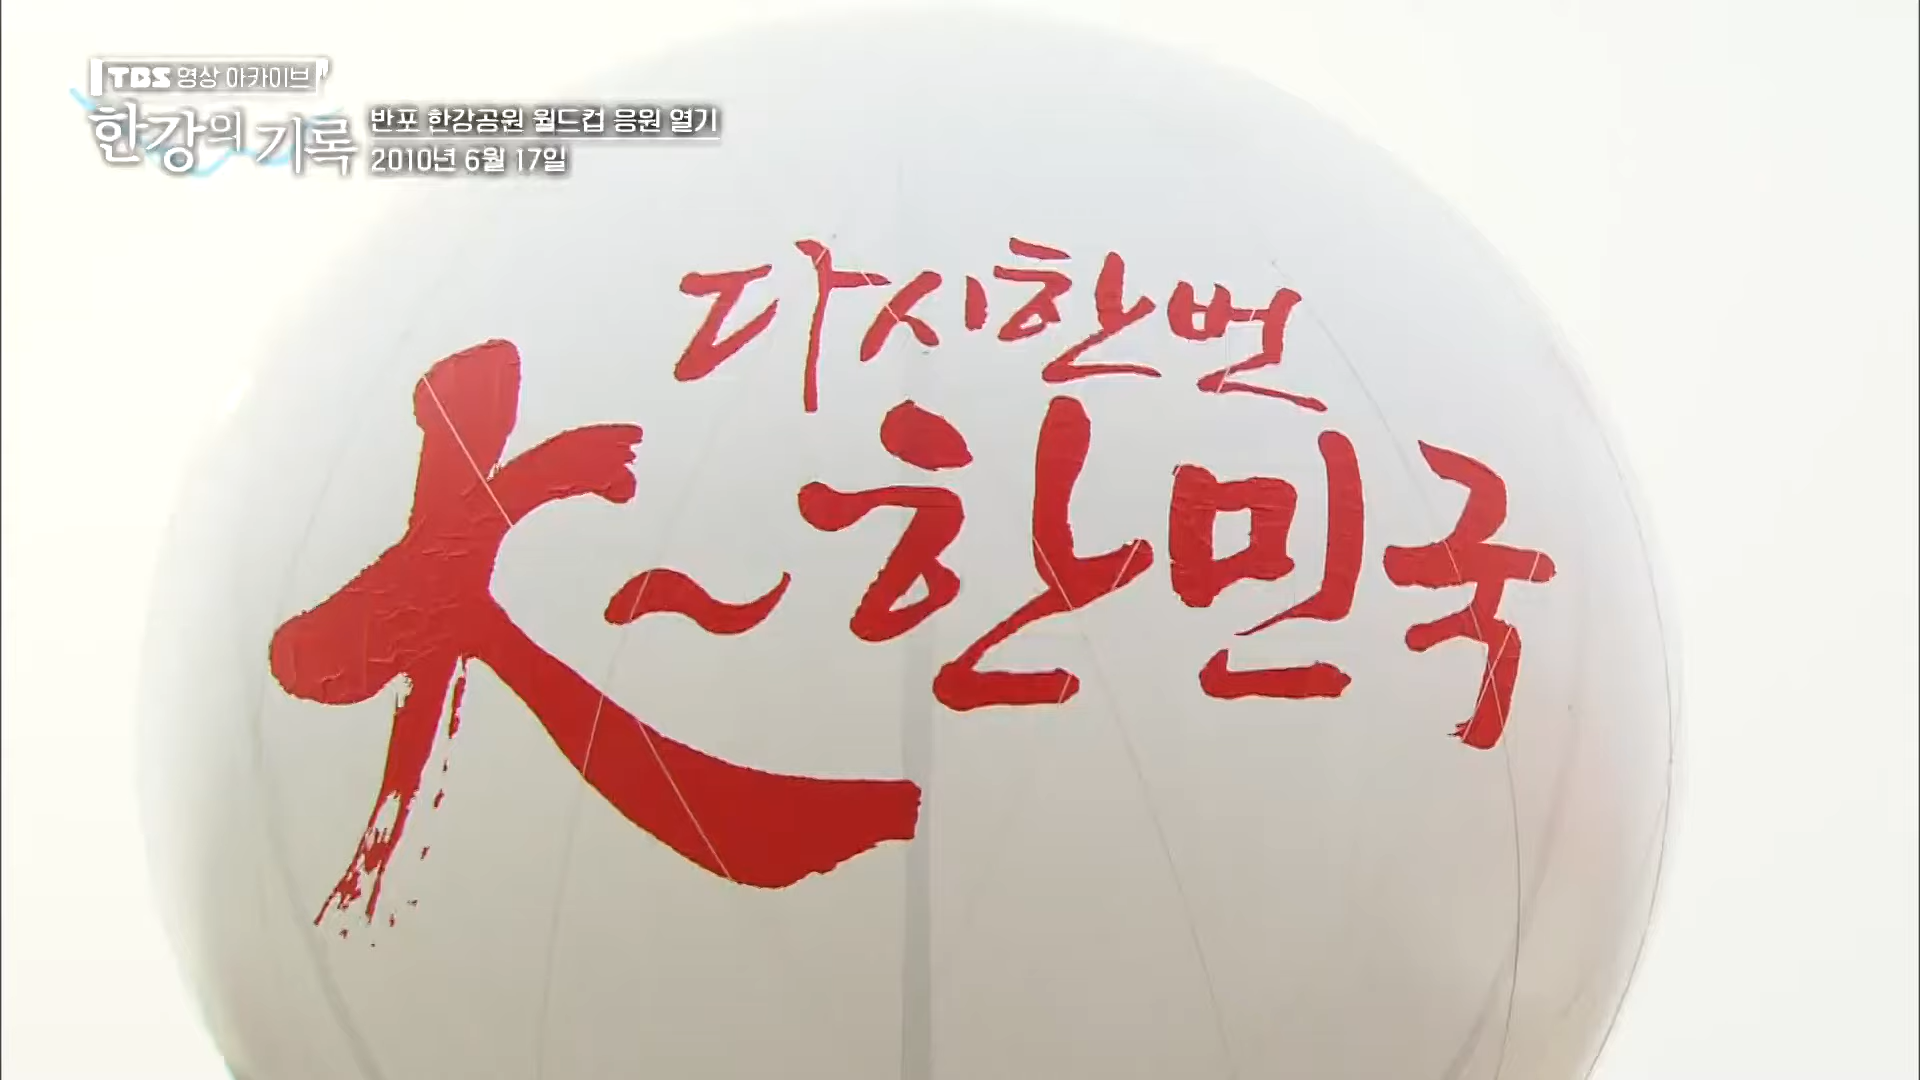 TBS 영상 아카이브
한강의 기록
반포 한강공원 월드컵 응원 열기
2010년 6월 17일
다시한번
大~한민국